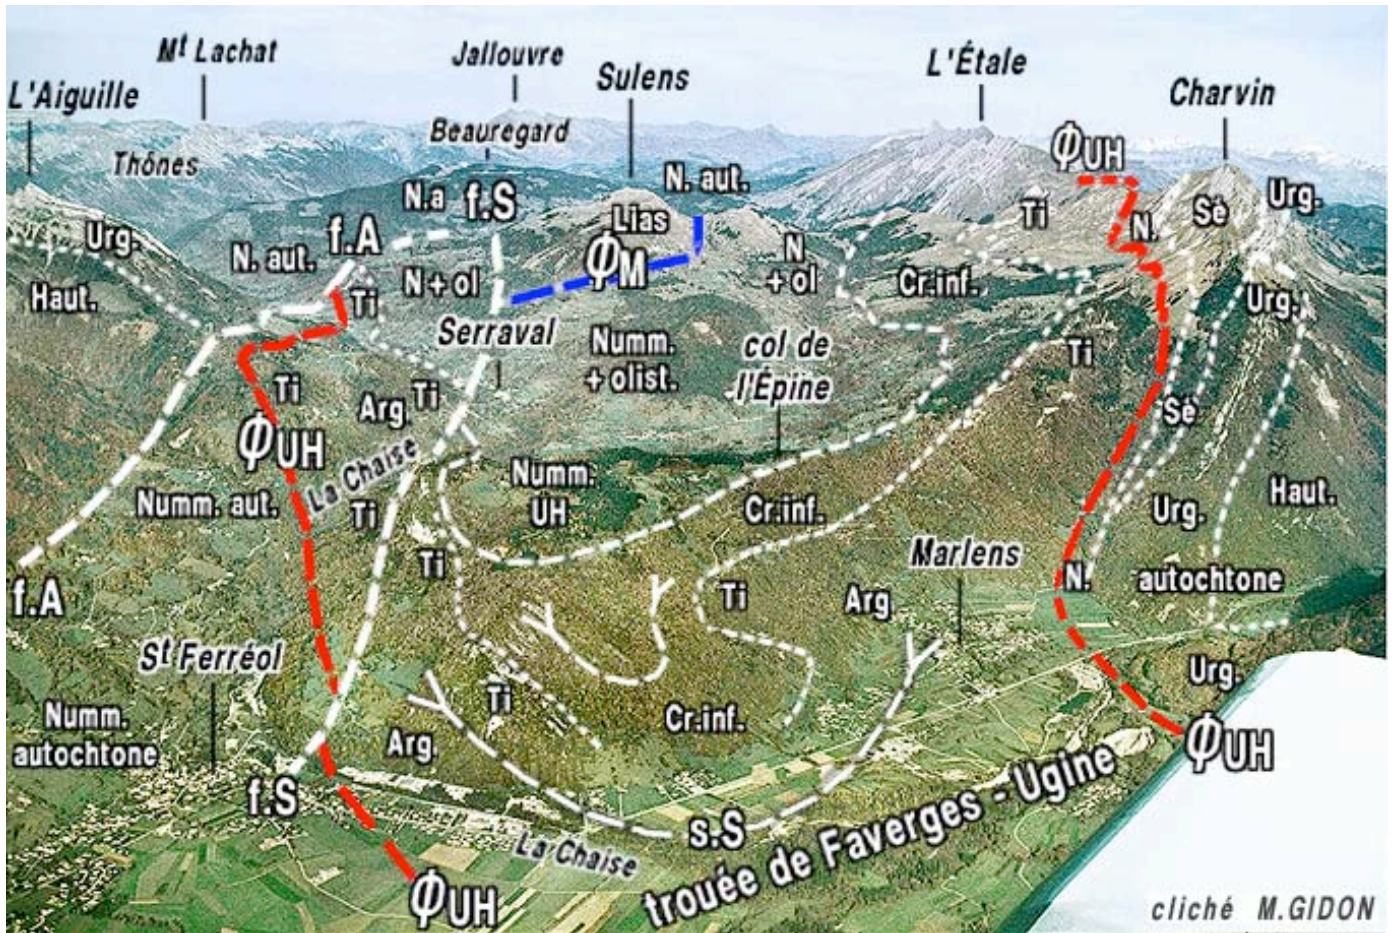 Mt Lachat
Jallouvre
Sulens
L'Étale
L'Aiguille
Charvin
Thônes
Beauregard
ΦUH
N.a
f.S
N. aut.
Urg.
Lias
Ti
N.
Sè
Urg.
N. aut.
f.A
ΦM
N
+ ol
Haut.
Ti
N + ol
Cr.inf.
Urg.
Serraval
Numm.
+ olist.
col de
l'Épine
Ti
Ti
Arg.
Ti
Sè
ΦUH
La Chaise
Numm. aut.
Ti
Numm.
UH
Cr.inf.
Urg.
Haut.
Marlens
Ti
N.
autochtone
f.A
Ti
Arg.
St Ferréol
Ti
Urg.
Numm.
autochtone
Arg.
Cr.inf.
ΦUH
f.S
s.S
trouée de Faverges - Ugine
La Chaise
ΦUH
cliché M.GIDON